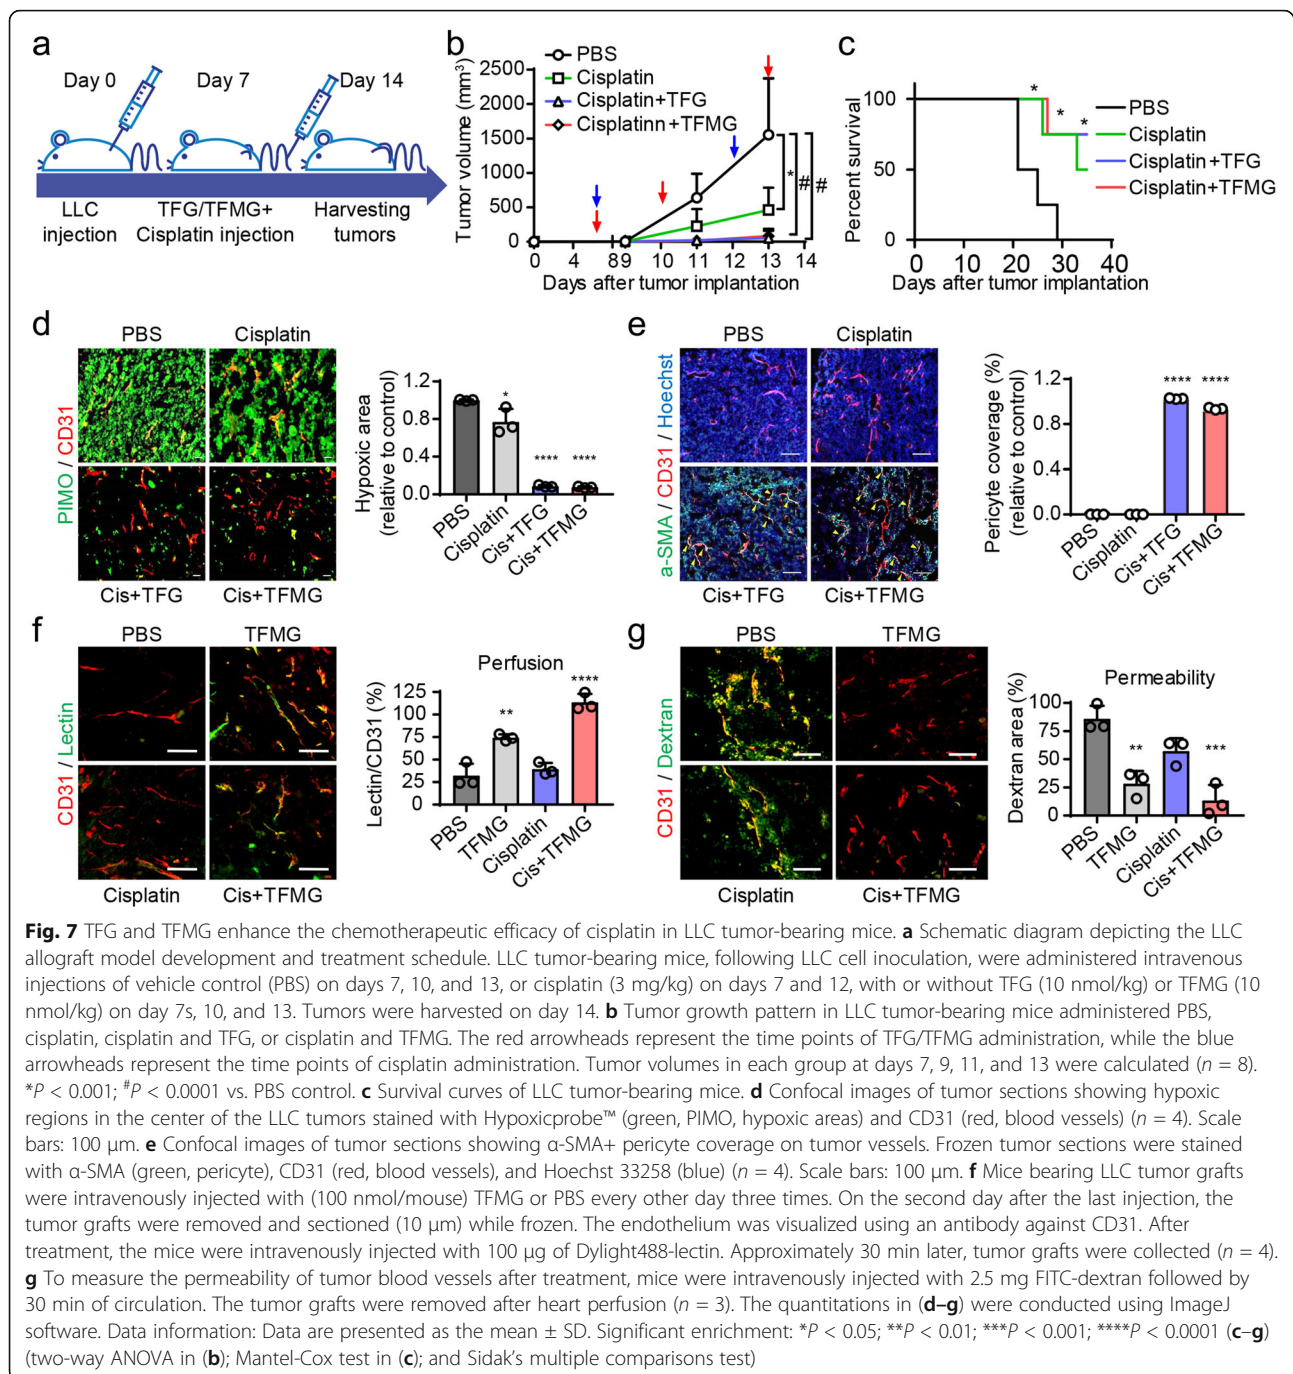 a
Day 0
Day 7
Day 14
LLC
injection
TFG/TFMG+
Cisplatin injection
Harvesting
tumors
b
PBS
Cisplatin
Cisplatin+TFG
Cisplatinn +TFMG
Tumor volume (mm³)
2500
2000
1500
1000
500
0
* # #
0 4 8 9 10 11 12 13 14
Days after tumor implantation
c
PBS
Cisplatin
Cisplatin+TFG
Cisplatin+TFMG
Percent survival
100
50
0
* * *
0 10 20 30 40
Days after tumor implantation
d
PBS
Cisplatin
PIMO / CD31
Cis+TFG
Cis+TFMG
Hypoxic area
(relative to control)
1.2
0.8
0.4
0.0
*
****
****
PBS
Cisplatin
Cis+TFG
Cis+TFMG
e
PBS
Cisplatin
a-SMA / CD31 / Hoechst
Cis+TFG
Cis+TFMG
Pericyte coverage (%)
(relative to control)
1.2
0.8
0.4
0.0
****
****
PBS
Cisplatin
Cis+TFG
Cis+TFMG
f
PBS
TFMG
CD31 / Lectin
Cisplatin
Cis+TFMG
Perfusion
Lectin/CD31 (%)
125
100
75
50
25
0
**
****
PBS
TFMG
Cisplatin
Cis+TFMG
g
PBS
TFMG
CD31 / Dextran
Cisplatin
Cis+TFMG
Permeability
Dextran area (%)
100
75
50
25
0
**
***
PBS
TFMG
Cisplatin
Cis+TFMG
Fig. 7 TFG and TFMG enhance the chemotherapeutic efficacy of cisplatin in LLC tumor-bearing mice. a Schematic diagram depicting the LLC
allograft model development and treatment schedule. LLC tumor-bearing mice, following LLC cell inoculation, were administered intravenous
injections of vehicle control (PBS) on days 7, 10, and 13, or cisplatin (3 mg/kg) on days 7 and 12, with or without TFG (10 nmol/kg) or TFMG (10
nmol/kg) on day 7s, 10, and 13. Tumors were harvested on day 14. b Tumor growth pattern in LLC tumor-bearing mice administered PBS,
cisplatin, cisplatin and TFG, or cisplatin and TFMG. The red arrowheads represent the time points of TFG/TFMG administration, while the blue
arrowheads represent the time points of cisplatin administration. Tumor volumes in each group at days 7, 9, 11, and 13 were calculated (n = 8).
*P < 0.001; #P < 0.0001 vs. PBS control. c Survival curves of LLC tumor-bearing mice. d Confocal images of tumor sections showing hypoxic
regions in the center of the LLC tumors stained with Hypoxicprobe™ (green, PIMO, hypoxic areas) and CD31 (red, blood vessels) (n = 4). Scale
bars: 100 μm. e Confocal images of tumor sections showing α-SMA+ pericyte coverage on tumor vessels. Frozen tumor sections were stained
with α-SMA (green, pericyte), CD31 (red, blood vessels), and Hoechst 33258 (blue) (n = 4). Scale bars: 100 μm. f Mice bearing LLC tumor grafts
were intravenously injected with (100 nmol/mouse) TFMG or PBS every other day three times. On the second day after the last injection, the
tumor grafts were removed and sectioned (10 μm) while frozen. The endothelium was visualized using an antibody against CD31. After
treatment, the mice were intravenously injected with 100 μg of Dylight488-lectin. Approximately 30 min later, tumor grafts were collected (n = 4).
g To measure the permeability of tumor blood vessels after treatment, mice were intravenously injected with 2.5 mg FITC-dextran followed by
30 min of circulation. The tumor grafts were removed after heart perfusion (n = 3). The quantitations in (d–g) were conducted using ImageJ
software. Data information: Data are presented as the mean ± SD. Significant enrichment: *P < 0.05; **P < 0.01; ***P < 0.001; ****P < 0.0001 (c–g)
(two-way ANOVA in (b); Mantel-Cox test in (c); and Sidak's multiple comparisons test)